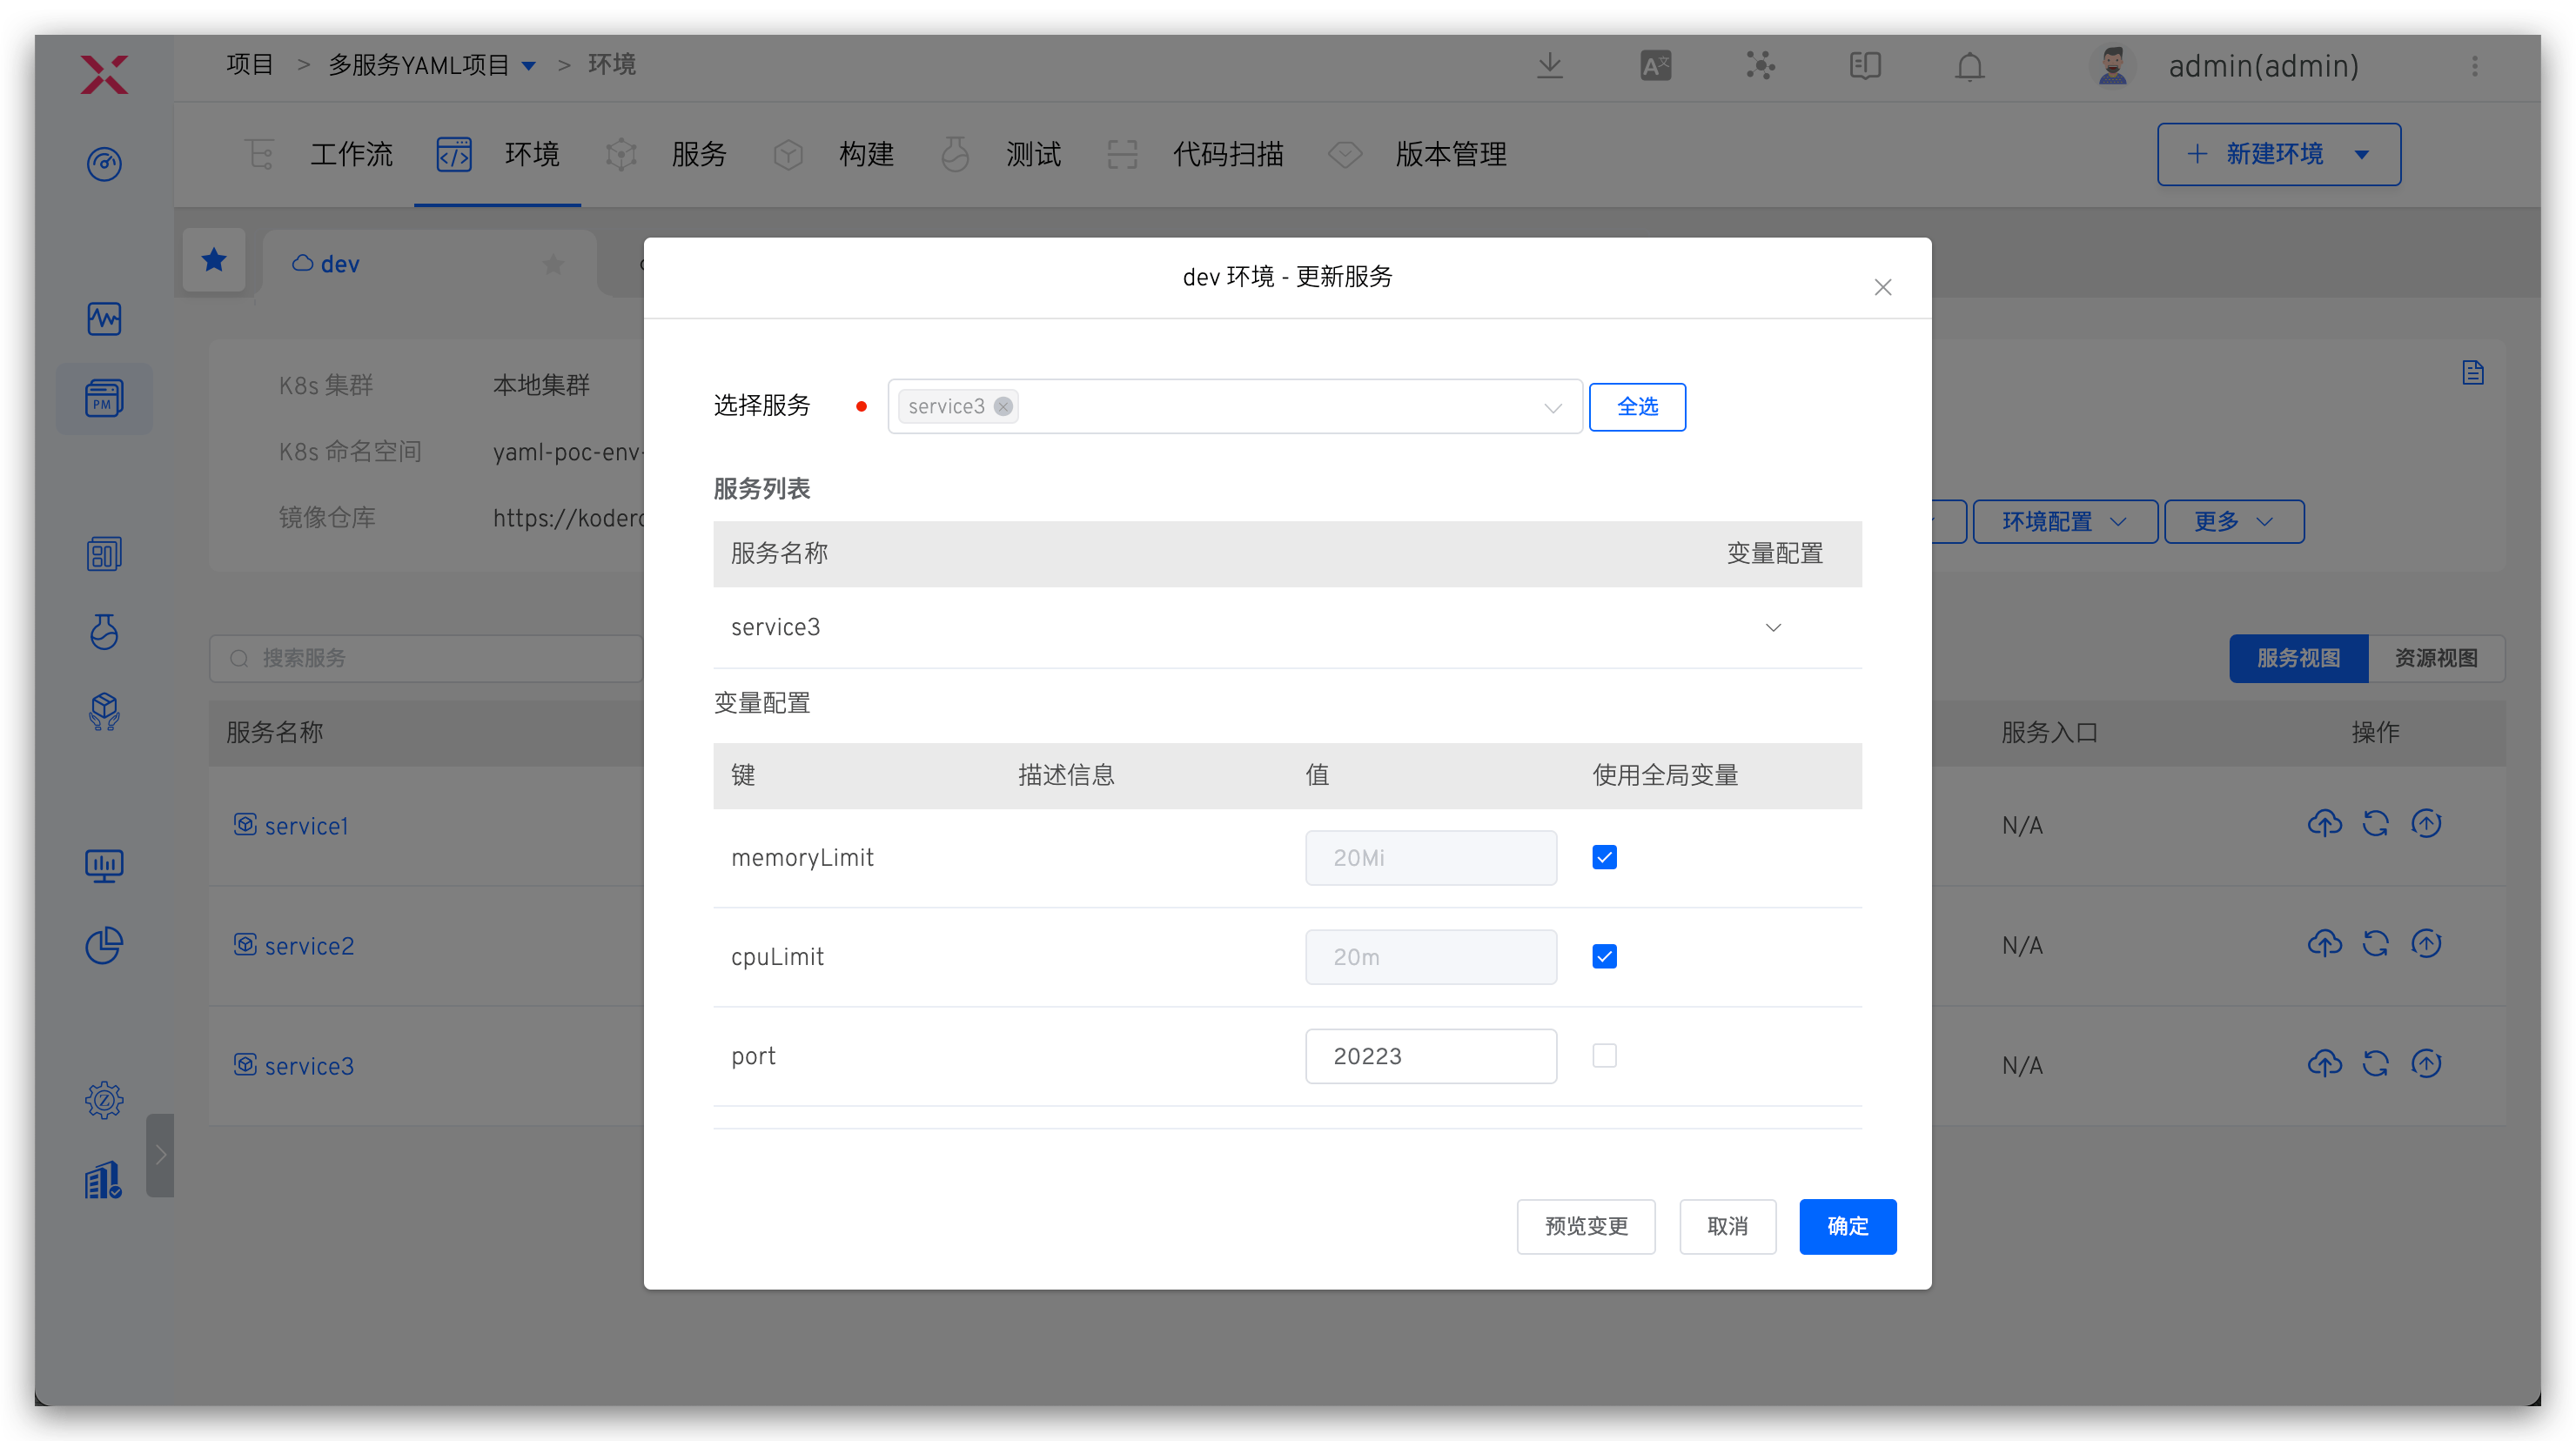 项目 > 多服务YAML项目 > 环境
admin(admin)
工作流 环境 服务 构建 测试 代码扫描 版本管理
+ 新建环境
dev
PM
K8s 集群 本地集群
K8s 命名空间 yaml-poc-env-
镜像仓库 https://koderc
环境配置 更多
搜索服务
服务视图 资源视图
服务名称 服务入口 操作
service1 N/A
service2 N/A
service3 N/A
dev 环境 - 更新服务
选择服务 service3 全选
服务列表
服务名称 变量配置
service3
变量配置
键 描述信息 值 使用全局变量
memoryLimit 20Mi
cpuLimit 20m
port 20223
预览变更 取消 确定